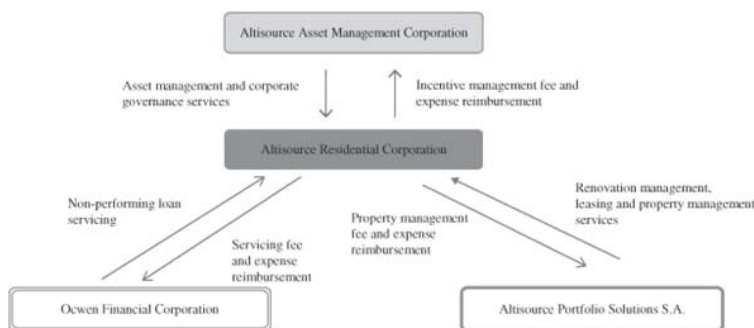 Altisource Asset Management Corporation
Asset management and corporate
governance services
Incentive management fee and
expense reimbursement
Altisource Residential Corporation
Non-performing loan
servicing
Servicing fee
and expense
reimbursement
Property management
fee and expense
reimbursement
Renovation management,
leasing and property management
services
Ocwen Financial Corporation
Altisource Portfolio Solutions S.A.